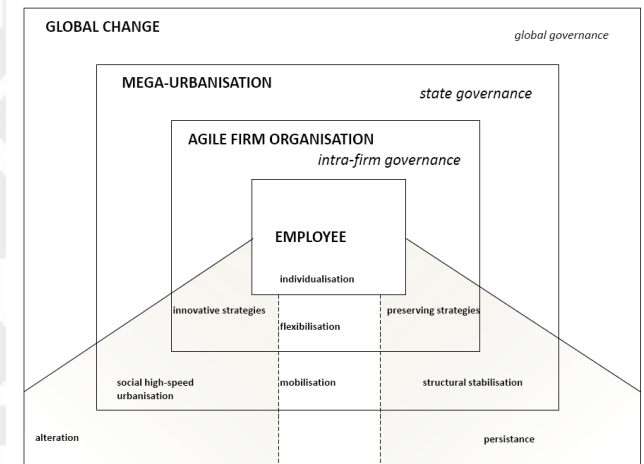 GLOBAL CHANGE
global governance
MEGA-URBANISATION
state governance
AGILE FIRM ORGANISATION
intra-firm governance
EMPLOYEE
individualisation
innovative strategies
preserving strategies
flexibilisation
social high-speed
urbanisation
mobilisation
structural stabilisation
alteration
persistance